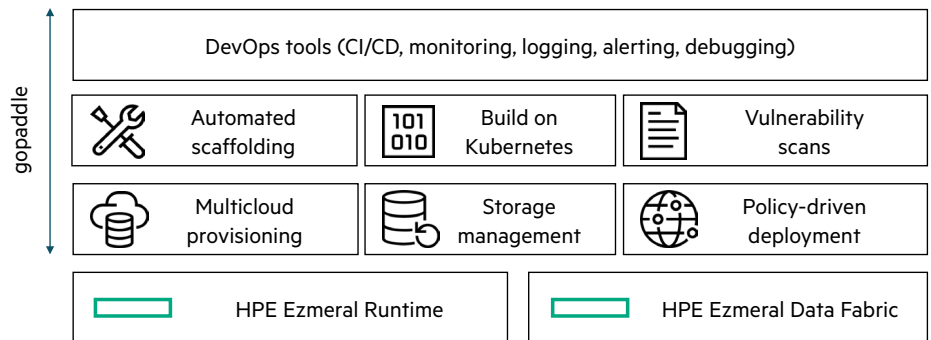 gopaddle
DevOps tools (CI/CD, monitoring, logging, alerting, debugging)
Automated
scaffolding
101
010
Build on
Kubernetes
Vulnerability
scans
Multicloud
provisioning
Storage
management
Policy-driven
deployment
HPE Ezmeral Runtime
HPE Ezmeral Data Fabric